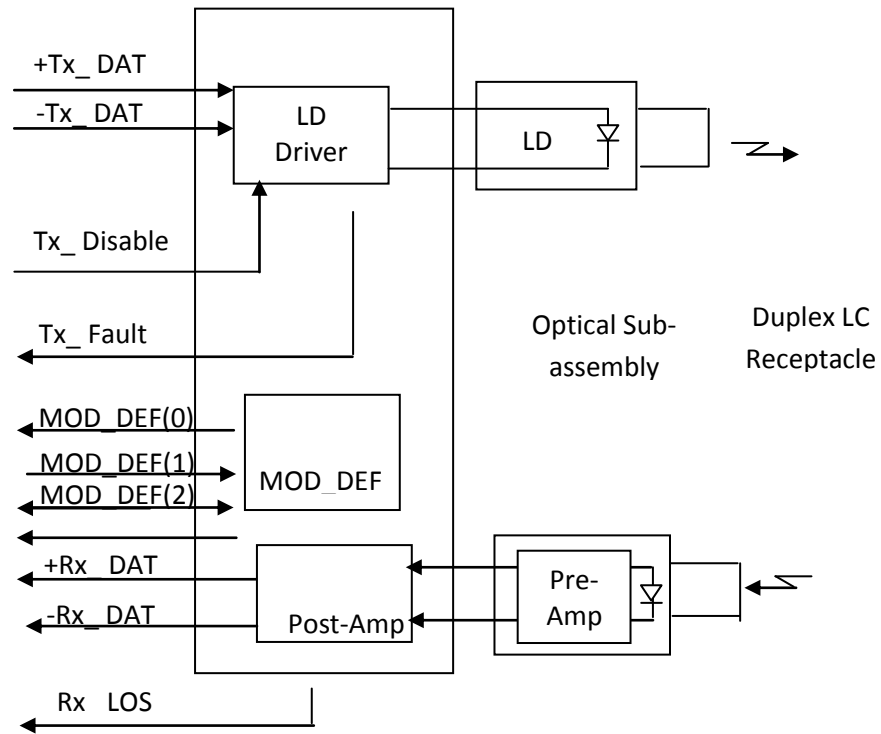 +Tx_ DAT
-Tx_ DAT
LD
Driver
LD
Tx_ Disable
Tx_ Fault
Optical Sub-
assembly
Duplex LC
Receptacle
MOD_DEF(0)
MOD_DEF(1)
MOD_DEF(2)
MOD_DEF
+Rx_ DAT
-Rx_ DAT
Post-Amp
Pre-
Amp
Rx LOS